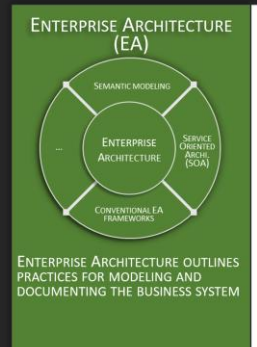 ENTERPRISE ARCHITECTURE
(EA)
SEMANTIC MODELING
...
ENTERPRISE
ARCHITECTURE
SERVICE
ORIENTED
ARCHI.
(SOA)
CONVENTIONAL EA
FRAMEWORKS
ENTERPRISE ARCHITECTURE OUTLINES
PRACTICES FOR MODELING AND
DOCUMENTING THE BUSINESS SYSTEM